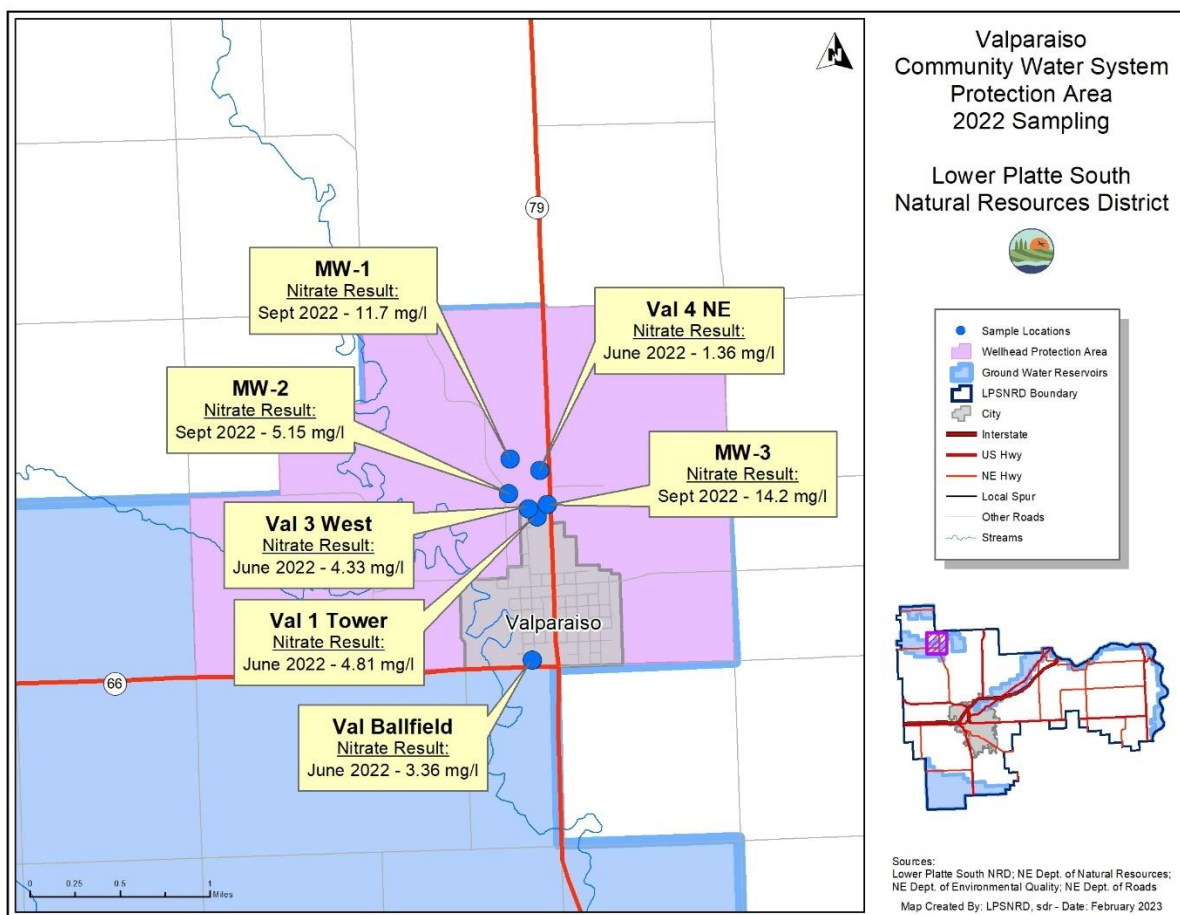 Valparaiso
Community Water System
Protection Area
2022 Sampling
Lower Platte South
Natural Resources District
N
79
MW-1
Nitrate Result:
Sept 2022 - 11.7 mg/l
Val 4 NE
Nitrate Result:
June 2022 - 1.36 mg/l
MW-2
Nitrate Result:
Sept 2022 - 5.15 mg/l
MW-3
Nitrate Result:
Sept 2022 - 14.2 mg/l
Val 3 West
Nitrate Result:
June 2022 - 4.33 mg/l
Val 1 Tower
Nitrate Result:
June 2022 - 4.81 mg/l
Valparaiso
66
Val Ballfield
Nitrate Result:
June 2022 - 3.36 mg/l
0 0.25 0.5 1
Miles
Sample Locations
Wellhead Protection Area
Ground Water Reservoirs
LPSNRD Boundary
City
Interstate
US Hwy
NE Hwy
Local Spur
Other Roads
Streams
Sources:
Lower Platte South NRD; NE Dept. of Natural Resources;
NE Dept. of Environmental Quality; NE Dept. of Roads
Map Created By: LPSNRD, sdr - Date: February 2023